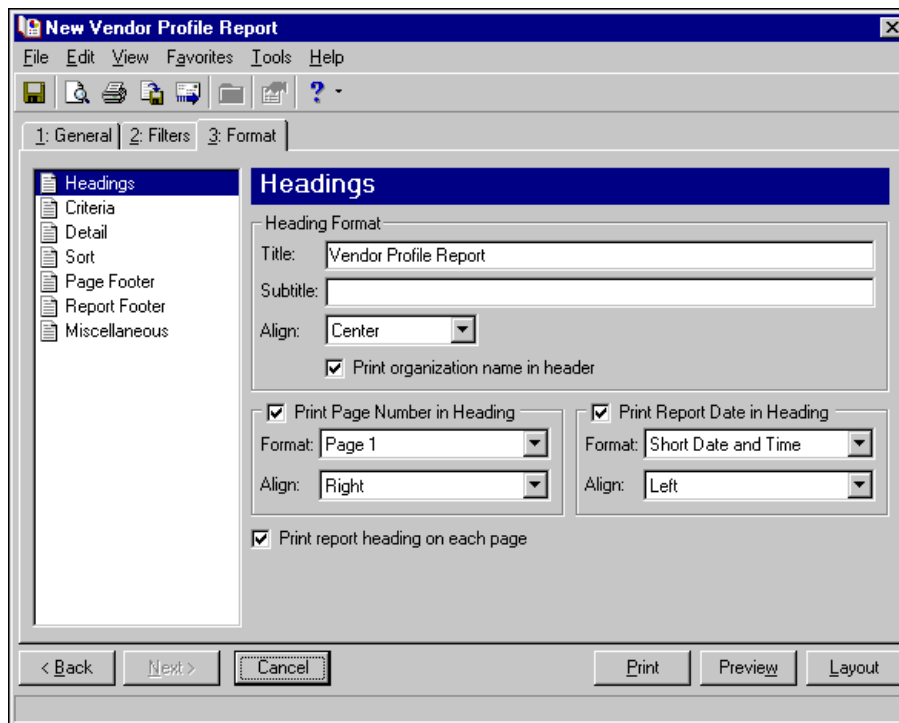 New Vendor Profile Report
File Edit View Favorites Tools Help
?
1: General 2: Filters 3: Format
Headings
Criteria
Detail
Sort
Page Footer
Report Footer
Miscellaneous
Headings
Heading Format
Title: Vendor Profile Report
Subtitle:
Align: Center
Print organization name in header
Print Page Number in Heading
Format: Page 1
Align: Right
Print Report Date in Heading
Format: Short Date and Time
Align: Left
Print report heading on each page
< Back Next > Cancel Print Preview Layout